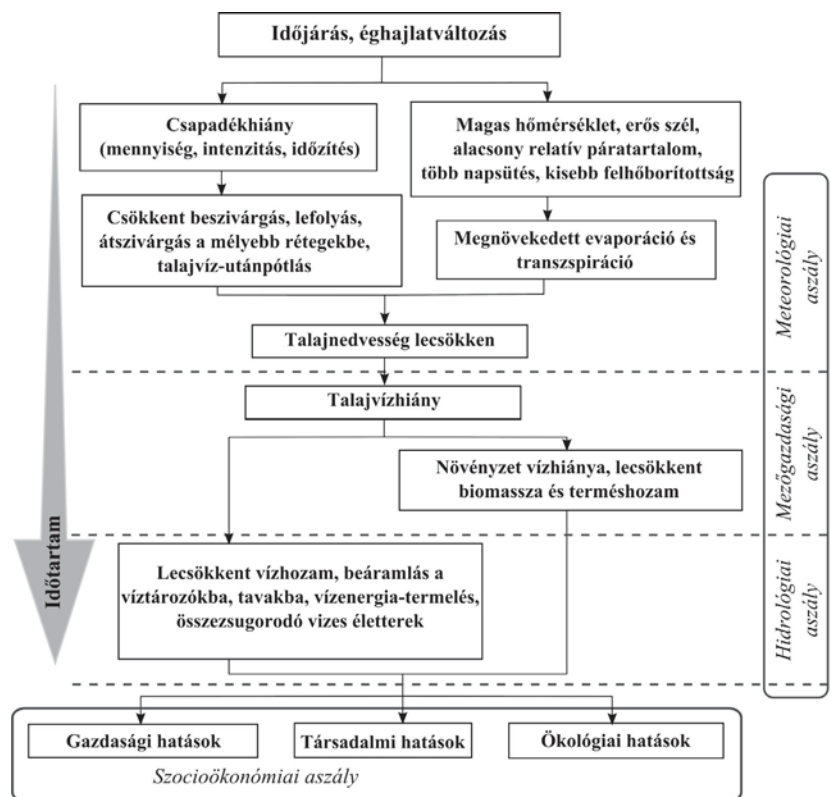 Időjárás, éghajlatváltozás
Csapadékhiány
(mennyiség, intenzitás, időzítés)
Magas hőmérséklet, erős szél,
alacsony relatív páratartalom,
több napsütés, kisebb felhőborítottság
Csökkent beszivárgás, lefolyás,
átszivárgás a mélyebb rétegekbe,
talajvíz-utánpótlás
Megnövekedett evaporáció és
transzspiráció
Talajnedvesség lecsökken
Meteorológiai
aszály
Talajvízhiány
Növényzet vízhiánya, lecsökkent
biomassza és terméshozam
Mezőgazdasági
aszály
Lecsökkent vízhozam, beáramlás a
víztározókba, tavakba, vízenergia-termelés,
összezsugorodó vizes életterek
Hidrológiai
aszály
Időtartam
Gazdasági hatások
Társadalmi hatások
Ökológiai hatások
Szocioökonómiai aszály